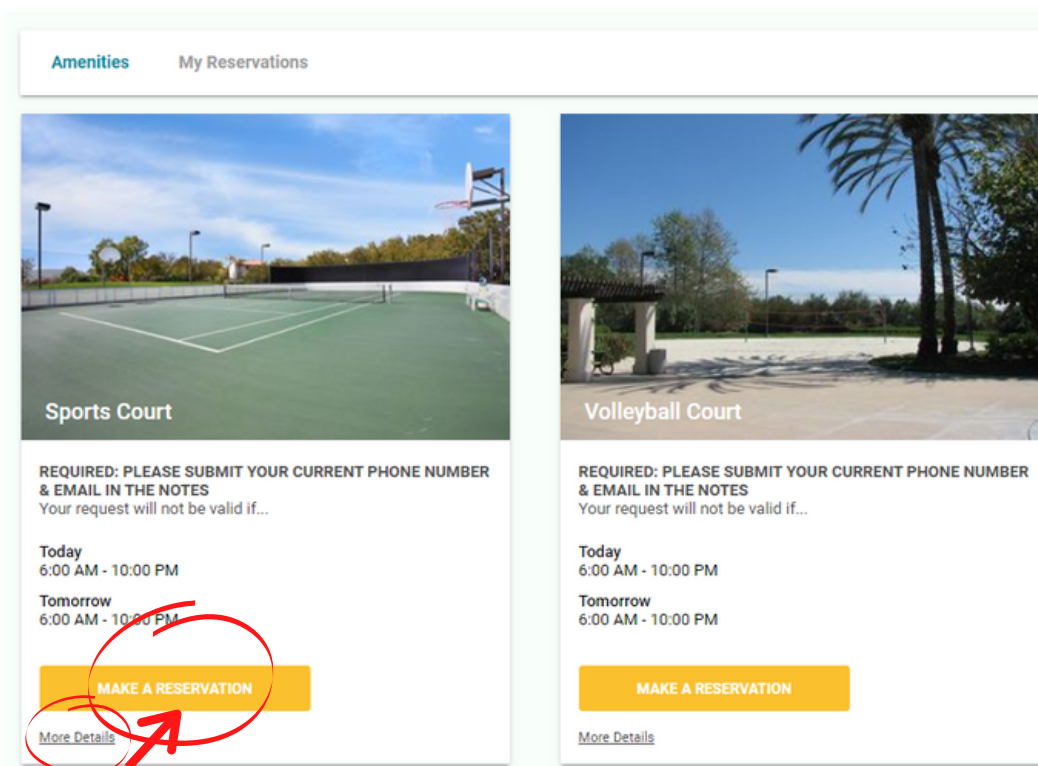 Amenities My Reservations
Sports Court
REQUIRED: PLEASE SUBMIT YOUR CURRENT PHONE NUMBER
& EMAIL IN THE NOTES
Your request will not be valid if...
Today
6:00 AM - 10:00 PM
Tomorrow
6:00 AM - 10:00 PM
MAKE A RESERVATION
More Details
Volleyball Court
REQUIRED: PLEASE SUBMIT YOUR CURRENT PHONE NUMBER
& EMAIL IN THE NOTES
Your request will not be valid if...
Today
6:00 AM - 10:00 PM
Tomorrow
6:00 AM - 10:00 PM
MAKE A RESERVATION
More Details